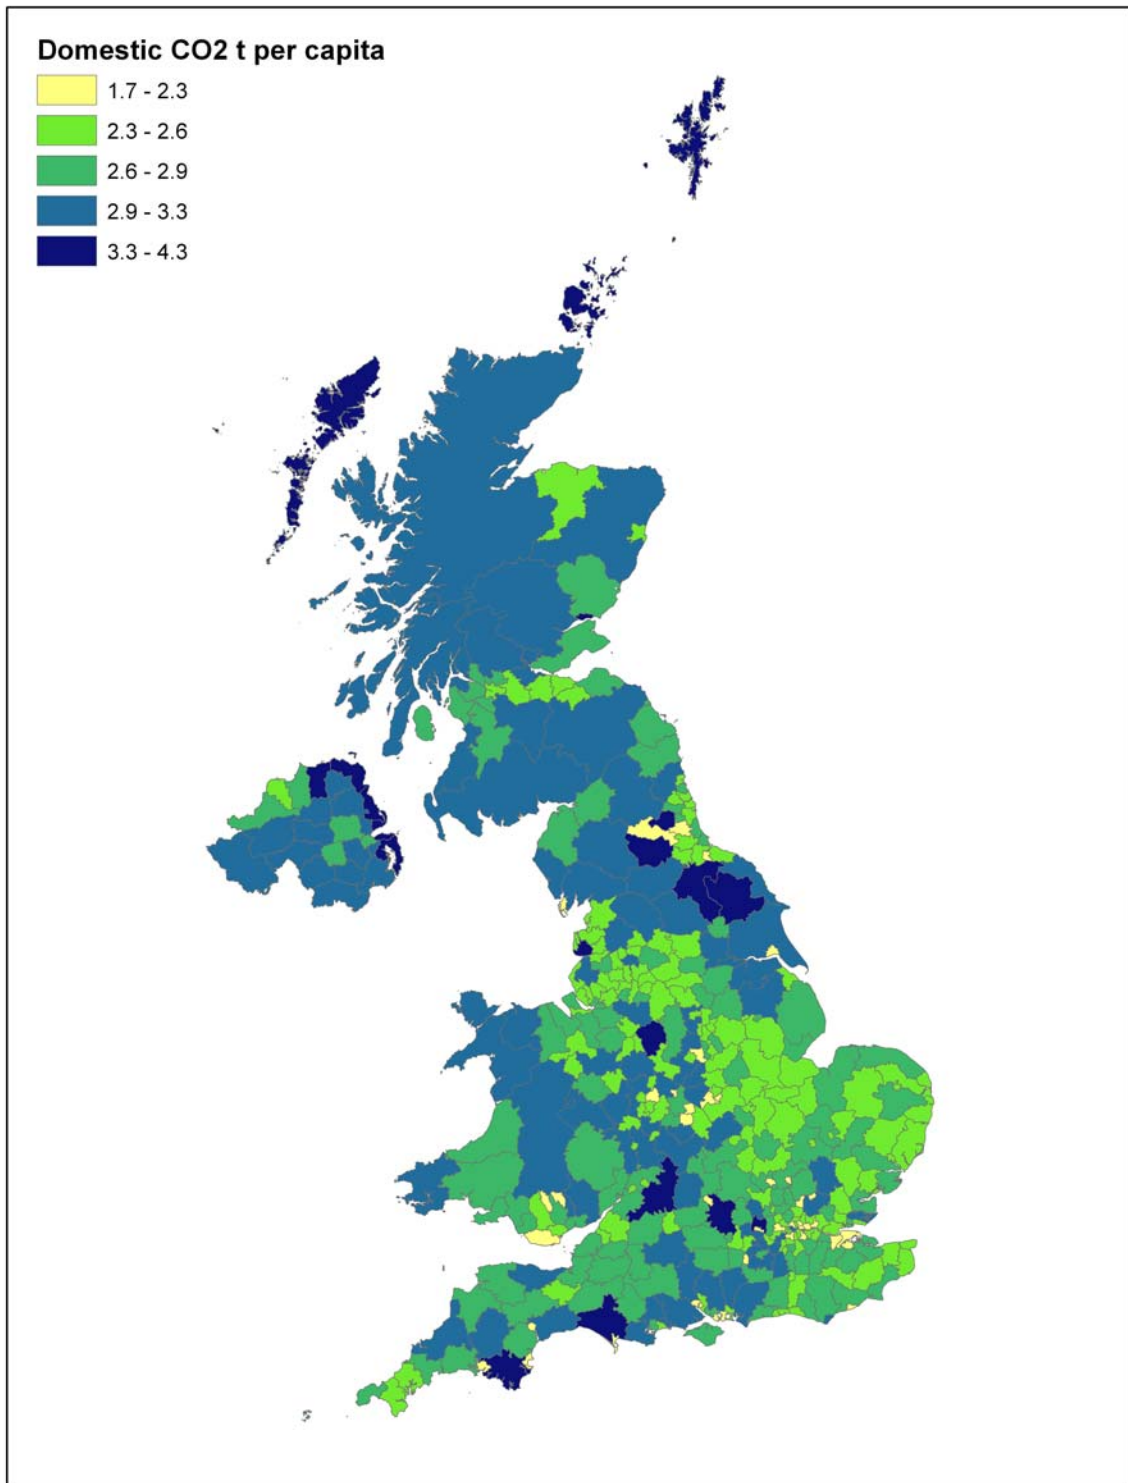 Domestic CO2 t per capita
1.7 - 2.3
2.3 - 2.6
2.6 - 2.9
2.9 - 3.3
3.3 - 4.3